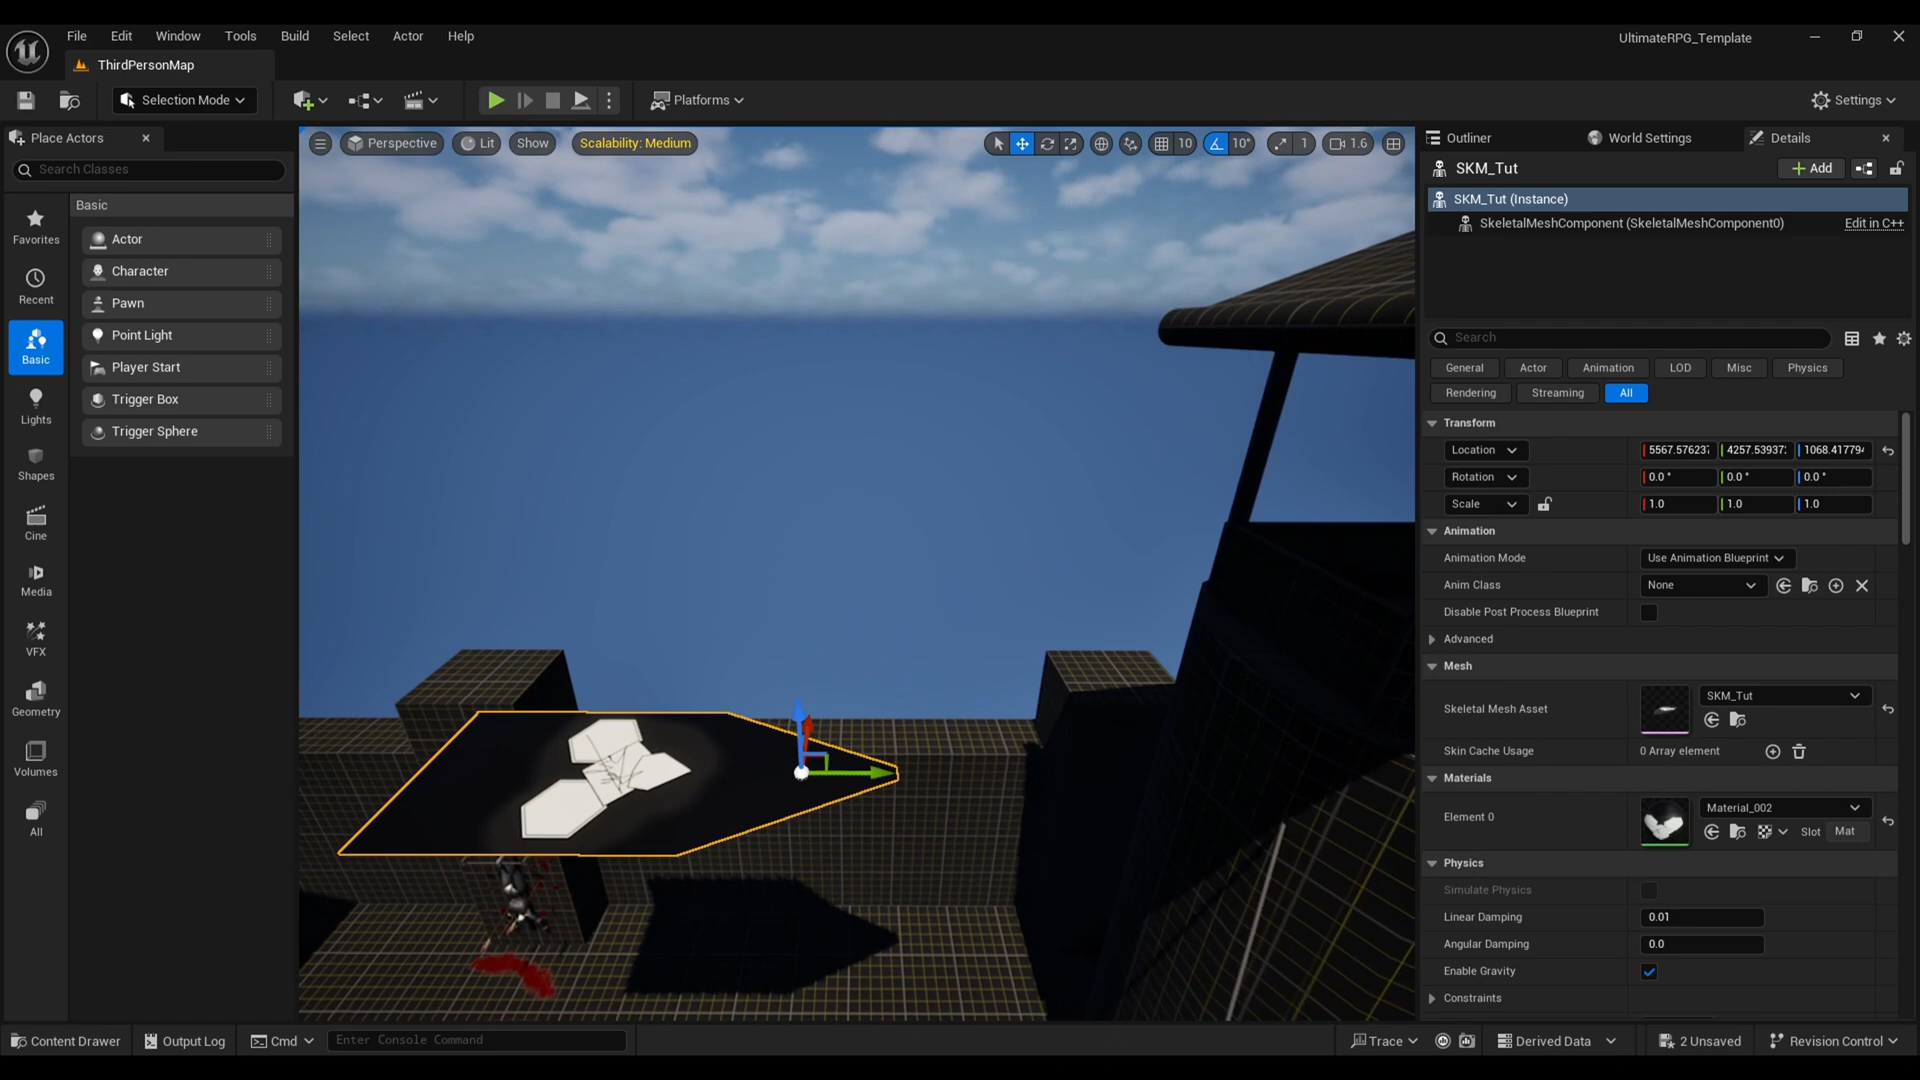 File Edit Window Tools Build Select Actor Help
UltimateRPG_Template
ThirdPersonMap
Selection Mode
Platforms
Settings
Place Actors
Search Classes
Basic
Favorites
Recent
Basic
Lights
Shapes
Cine
Media
VFX
Geometry
Volumes
All
Actor
Character
Pawn
Point Light
Player Start
Trigger Box
Trigger Sphere
Perspective Lit Show Scalability: Medium 10 10° 1 1.6
Outliner World Settings Details
SKM_Tut Add
SKM_Tut (Instance)
SkeletalMeshComponent (SkeletalMeshComponent0) Edit in C++
Search
General Actor Animation LOD Misc Physics
Rendering Streaming All
Transform
Location 5567.57623 4257.53937 1068.41779
Rotation 0.0 ° 0.0 ° 0.0 °
Scale 1.0 1.0 1.0
Animation
Animation Mode Use Animation Blueprint
Anim Class None
Disable Post Process Blueprint
Advanced
Mesh
Skeletal Mesh Asset SKM_Tut
Skin Cache Usage 0 Array element
Materials
Element 0 Material_002
Slot Mat
Physics
Simulate Physics
Linear Damping 0.01
Angular Damping 0.0
Enable Gravity
Constraints
Content Drawer Output Log Cmd Enter Console Command Trace Derived Data 2 Unsaved Revision Control